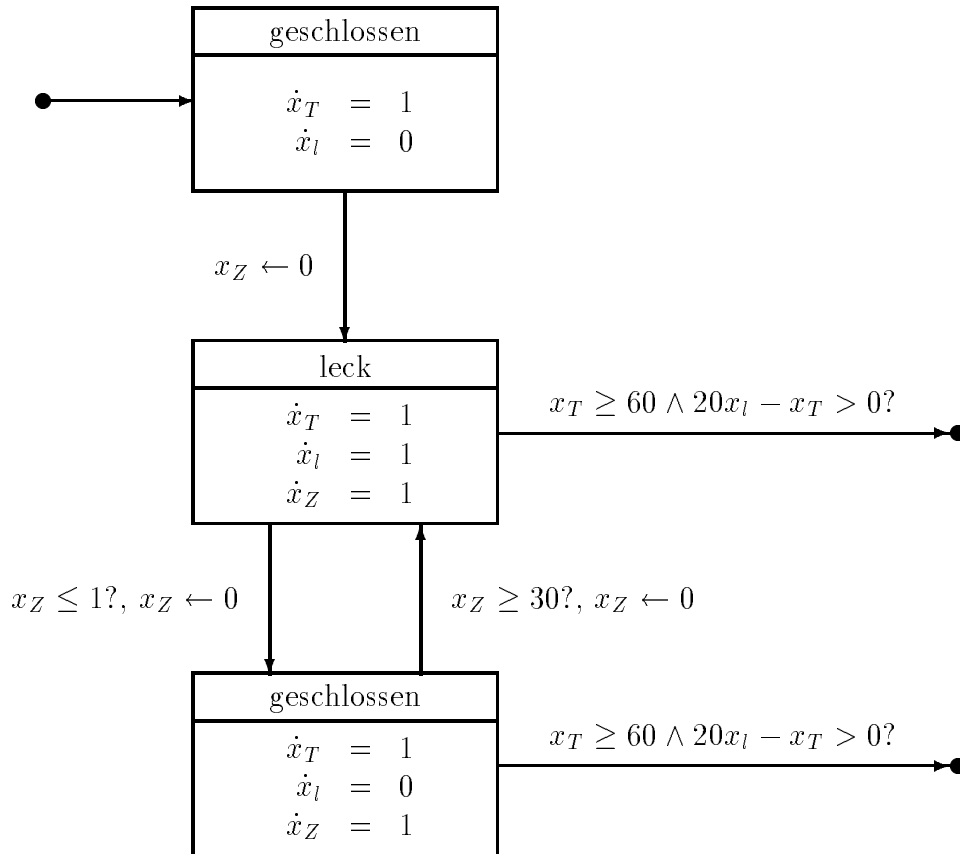 geschlossen
ẋ_T = 1
ẋ_l = 0
x_Z ← 0
leck
ẋ_T = 1
ẋ_l = 1
ẋ_Z = 1
x_T ≥ 60 ∧ 20x_l − x_T > 0?
x_Z ≤ 1?, x_Z ← 0
x_Z ≥ 30?, x_Z ← 0
geschlossen
ẋ_T = 1
ẋ_l = 0
ẋ_Z = 1
x_T ≥ 60 ∧ 20x_l − x_T > 0?